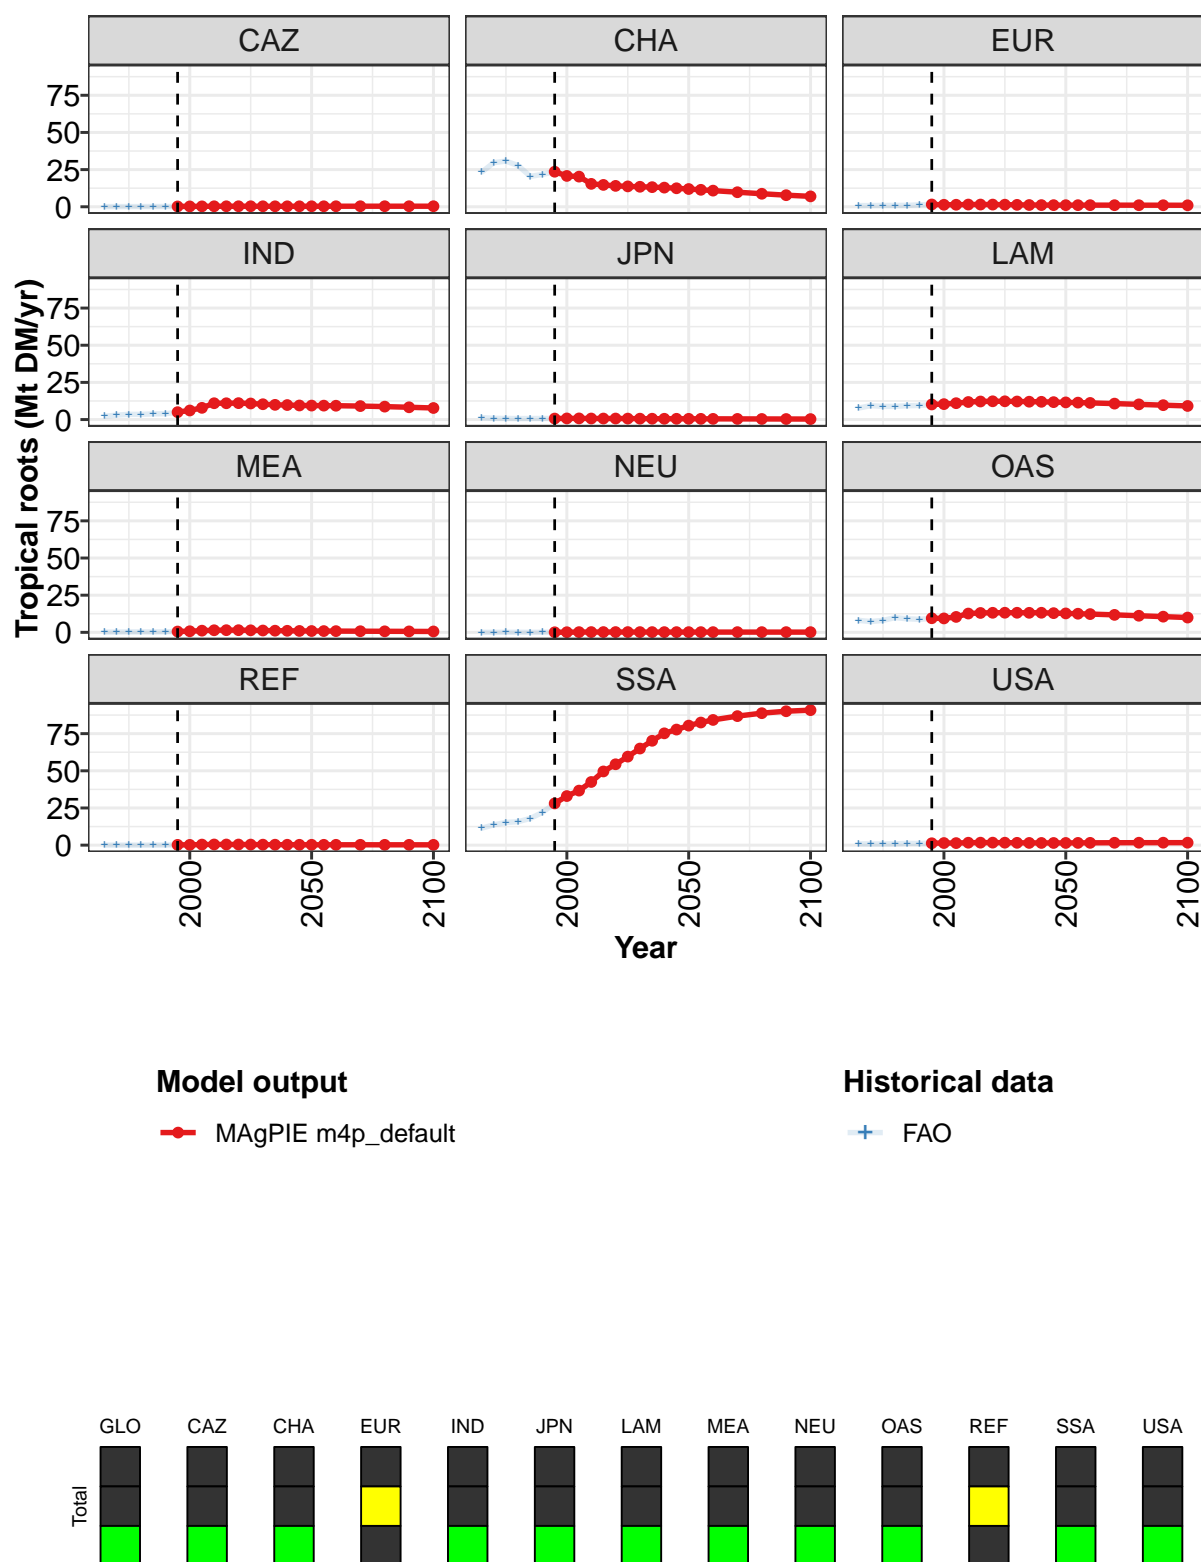 CAZ CHA EUR
75
50
25
0
IND JPN LAM
75
50
25
0
MEA NEU OAS
75
50
25
0
REF SSA USA
75
50
25
0
Tropical roots (Mt DM/yr)
2000 2050 2100 2000 2050 2100 2000 2050 2100
Year
Model output Historical data
MAgPIE m4p_default FAO
GLO CAZ CHA EUR IND JPN LAM MEA NEU OAS REF SSA USA
Total